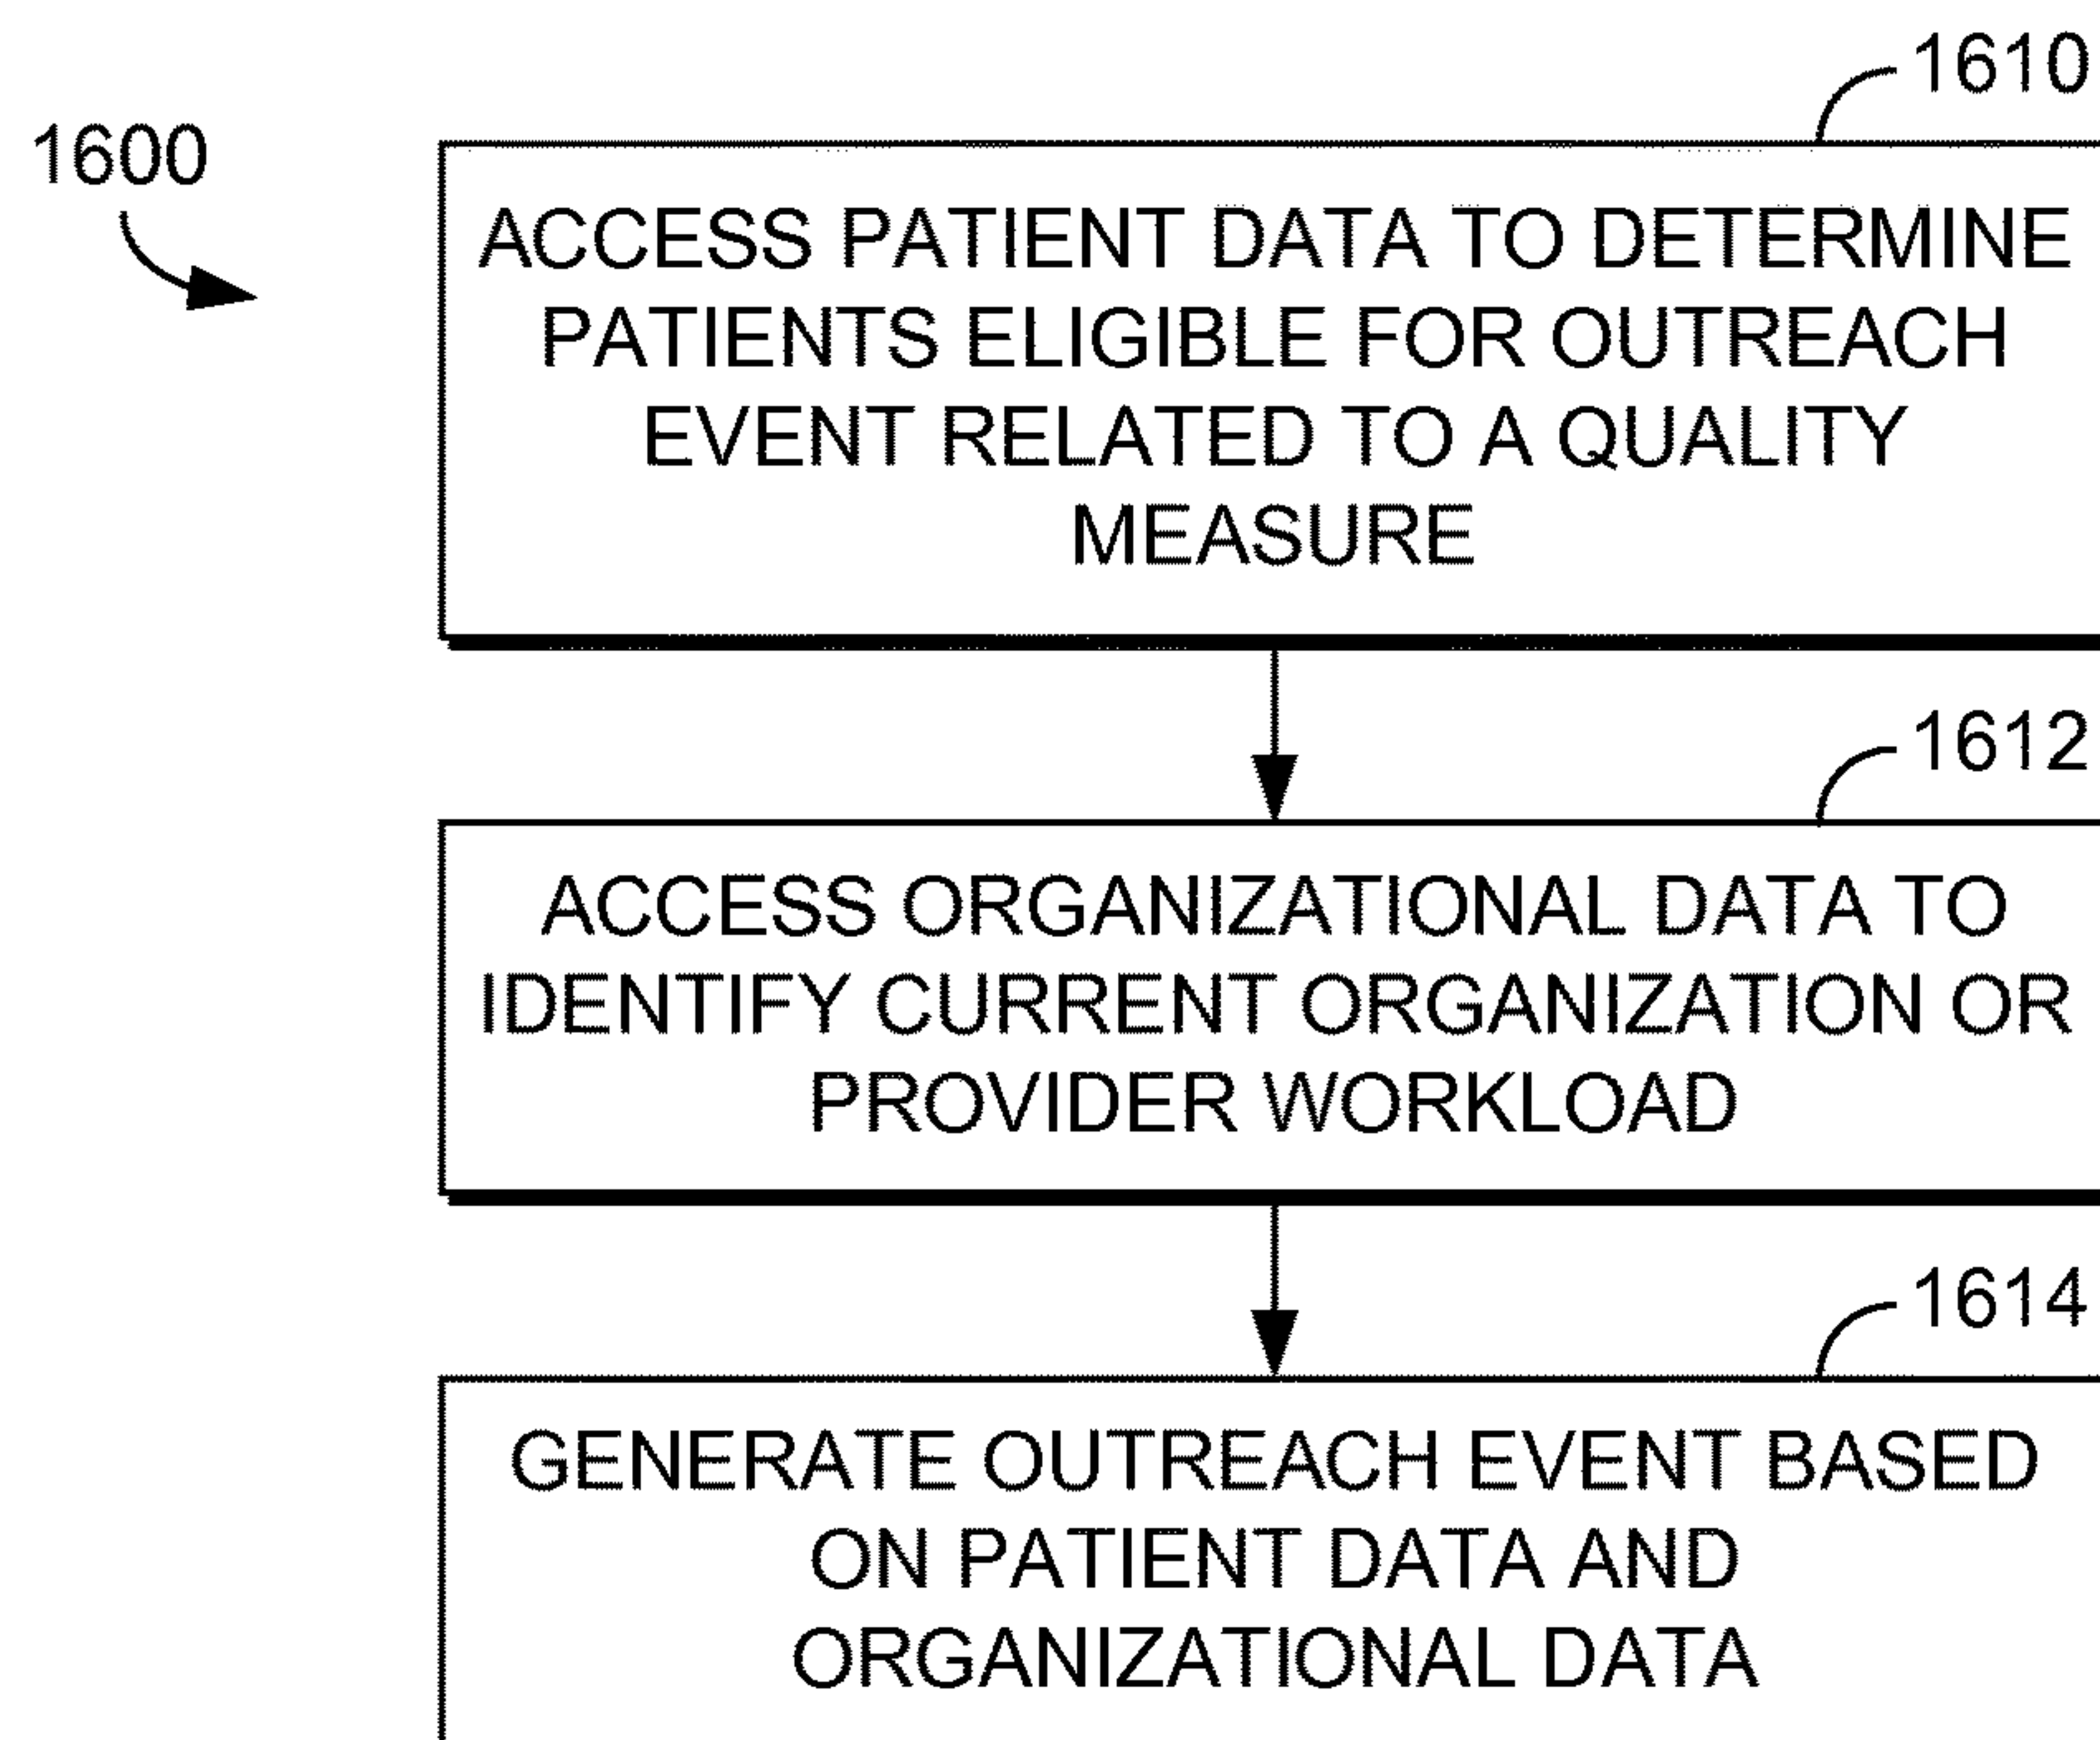 1610
1600
ACCESS PATIENT DATA TO DETERMINE
PATIENTS ELIGIBLE FOR OUTREACH
EVENT RELATED TO A QUALITY
MEASURE
1612
ACCESS ORGANIZATIONAL DATA TO
IDENTIFY CURRENT ORGANIZATION OR
PROVIDER WORKLOAD
1614
GENERATE OUTREACH EVENT BASED
ON PATIENT DATA AND
ORGANIZATIONAL DATA